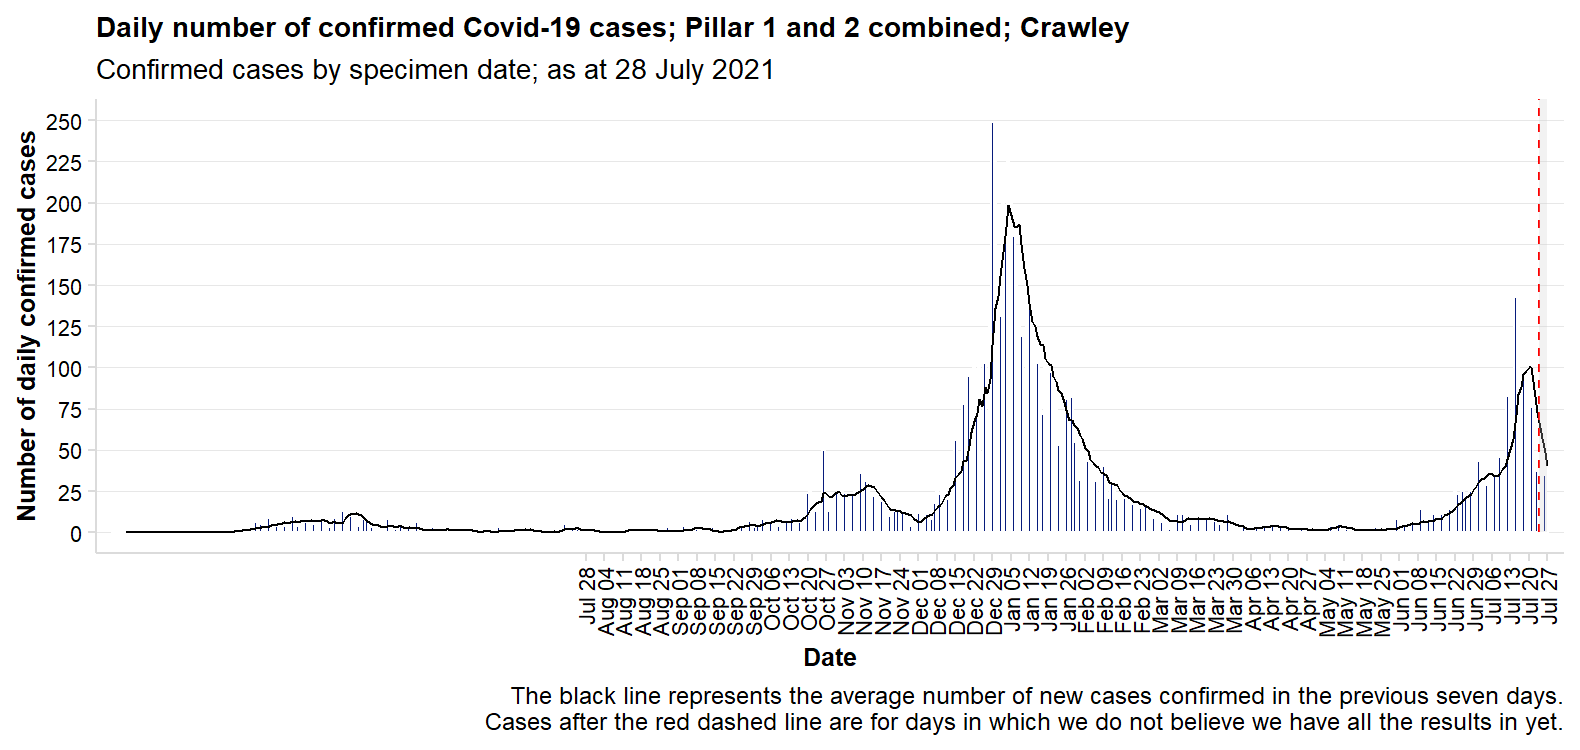 Daily number of confirmed Covid-19 cases; Pillar 1 and 2 combined; Crawley
Confirmed cases by specimen date; as at 28 July 2021
Number of daily confirmed cases
250
225
200
175
150
125
100
75
50
25
0
Jul 28
Aug 04
Aug 11
Aug 18
Aug 25
Sep 01
Sep 08
Sep 15
Sep 22
Sep 29
Oct 06
Oct 13
Oct 20
Oct 27
Nov 03
Nov 10
Nov 17
Nov 24
Dec 01
Dec 08
Dec 15
Dec 22
Dec 29
Jan 05
Jan 12
Jan 19
Jan 26
Feb 02
Feb 09
Feb 16
Feb 23
Mar 02
Mar 09
Mar 16
Mar 23
Mar 30
Apr 06
Apr 13
Apr 20
Apr 27
May 04
May 11
May 18
May 25
Jun 01
Jun 08
Jun 15
Jun 22
Jun 29
Jul 06
Jul 13
Jul 20
Jul 27
Date
The black line represents the average number of new cases confirmed in the previous seven days.
Cases after the red dashed line are for days in which we do not believe we have all the results in yet.